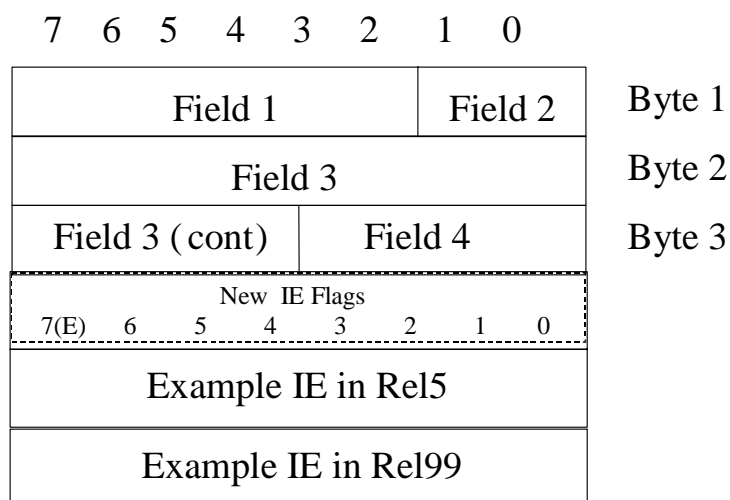 7 6 5 4 3 2 1 0
Field 1 Field 2 Byte 1
Field 3 Byte 2
Field 3 (cont) Field 4 Byte 3
New IE Flags
7(E) 6 5 4 3 2 1 0
Example IE in Rel5
Example IE in Rel99